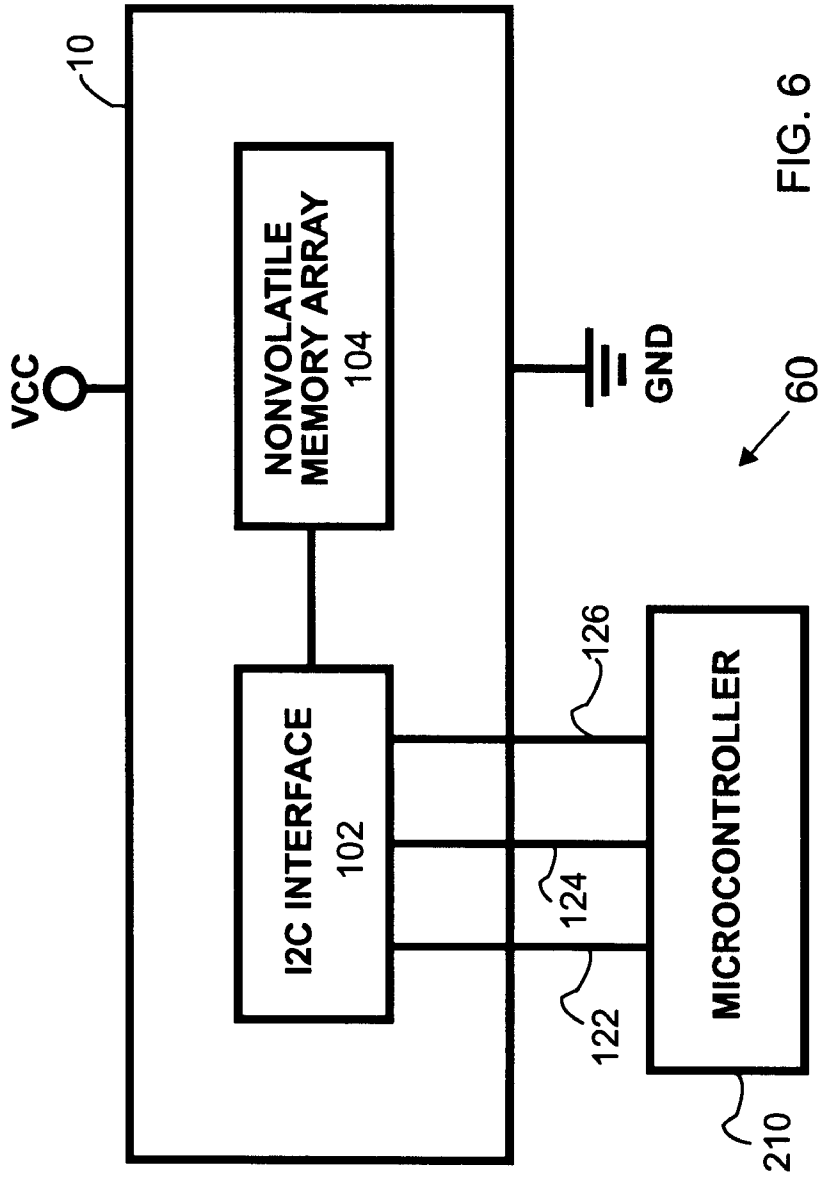 VCC
10
I2C INTERFACE
102
NONVOLATILE
MEMORY ARRAY
104
122
124
126
GND
210
MICROCONTROLLER
60
FIG. 6